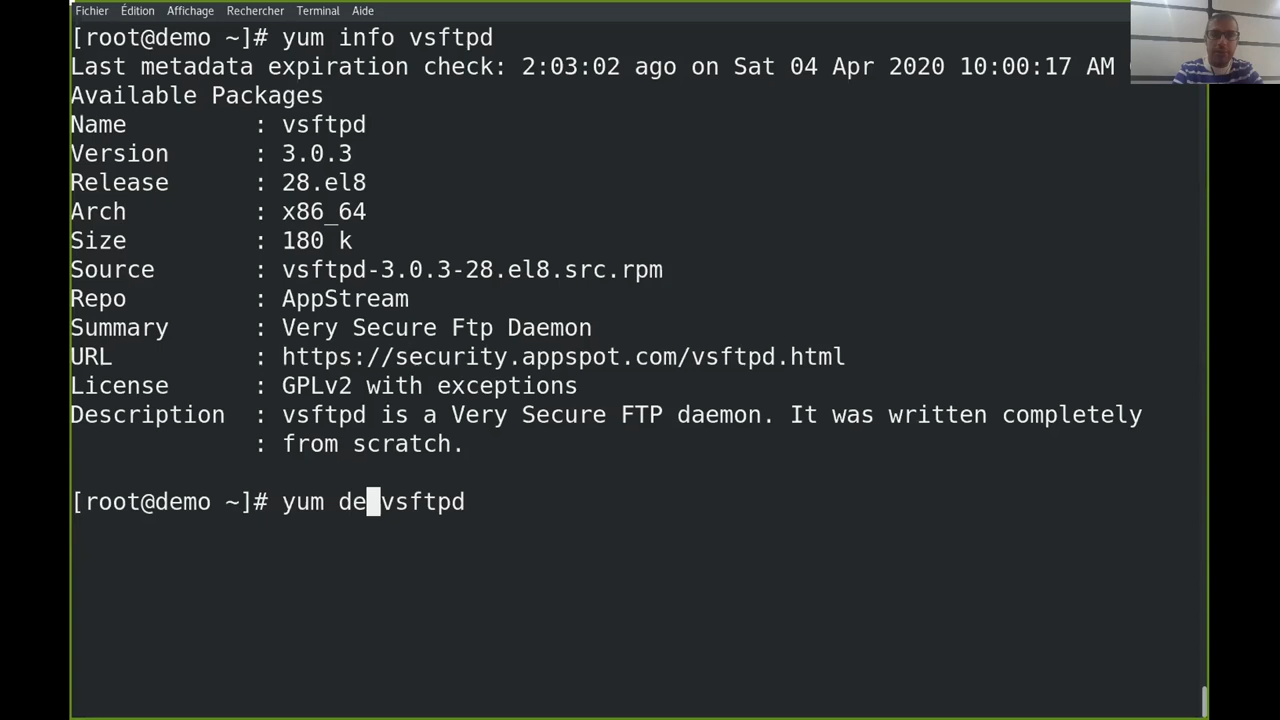 Fichier Édition Affichage Rechercher Terminal Aide
[root@demo ~]# yum info vsftpd
Last metadata expiration check: 2:03:02 ago on Sat 04 Apr 2020 10:00:17 AM
Available Packages
Name : vsftpd
Version : 3.0.3
Release : 28.el8
Arch : x86_64
Size : 180 k
Source : vsftpd-3.0.3-28.el8.src.rpm
Repo : AppStream
Summary : Very Secure Ftp Daemon
URL : https://security.appspot.com/vsftpd.html
License : GPLv2 with exceptions
Description : vsftpd is a Very Secure FTP daemon. It was written completely
: from scratch.
[root@demo ~]# yum de vsftpd